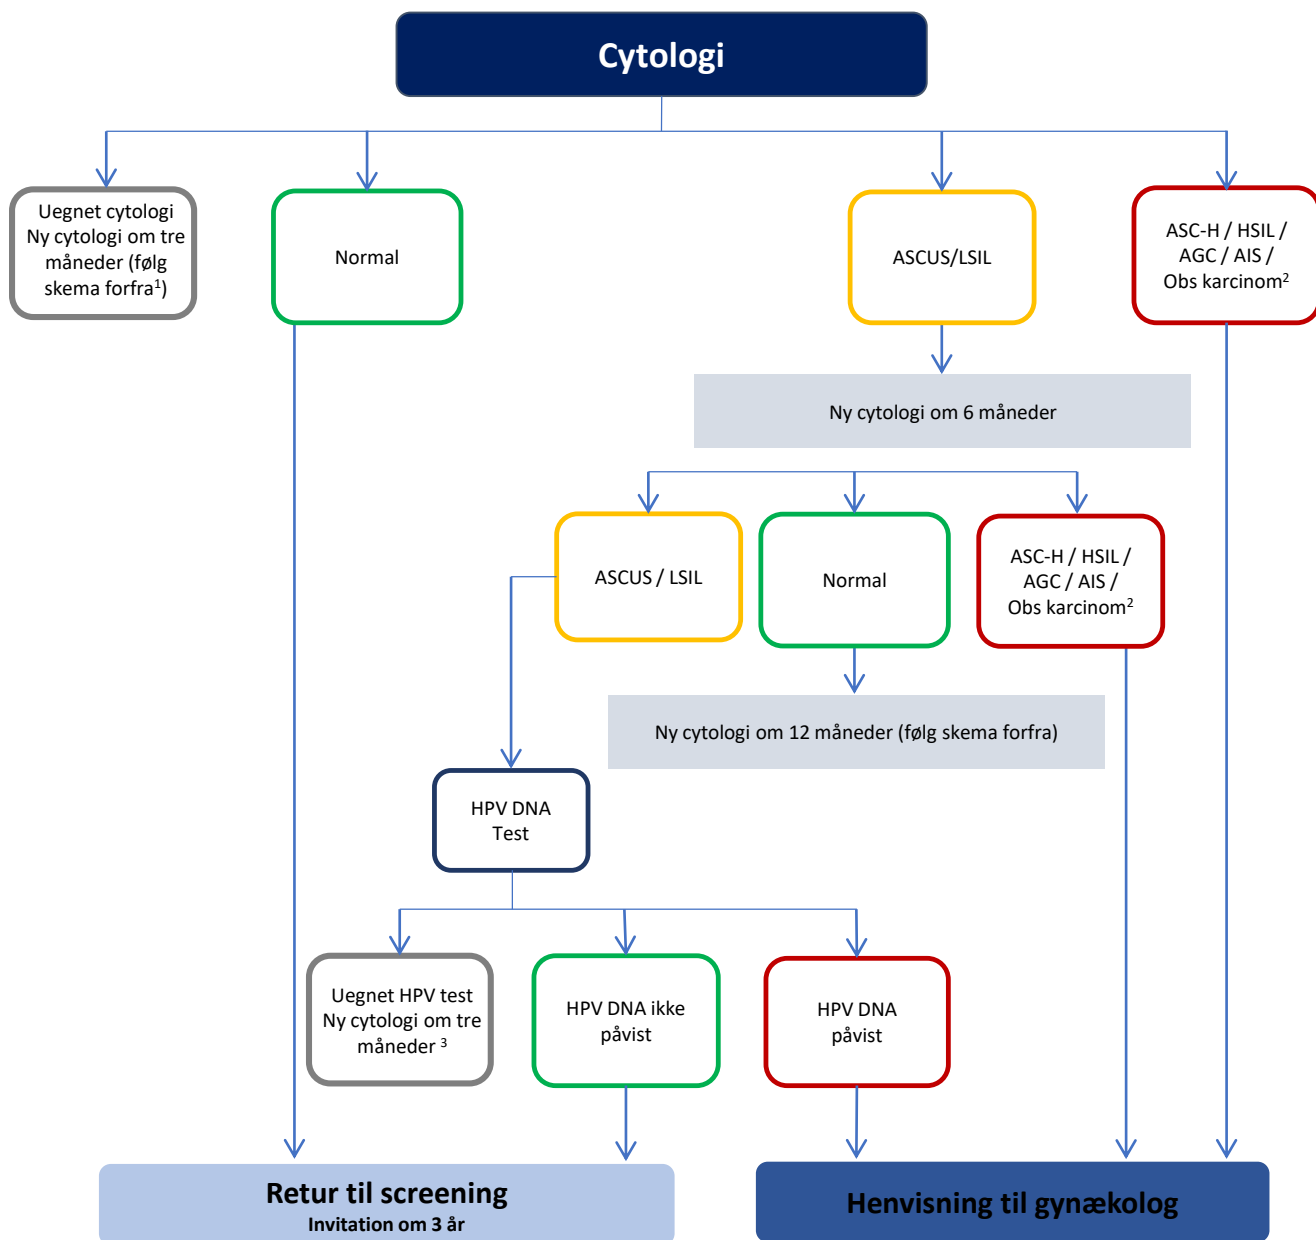 Cytologi
Uegnet cytologi
Ny cytologi om tre
måneder (følg
skema forfra¹)
Normal
ASCUS/LSIL
ASC-H / HSIL /
AGC / AIS /
Obs karcinom²
Ny cytologi om 6 måneder
ASCUS / LSIL
Normal
ASC-H / HSIL /
AGC / AIS /
Obs karcinom²
Ny cytologi om 12 måneder (følg skema forfra)
HPV DNA
Test
Uegnet HPV test
Ny cytologi om tre
måneder ³
HPV DNA ikke
påvist
HPV DNA
påvist
Retur til screening
Invitation om 3 år
Henvisning til gynækolog